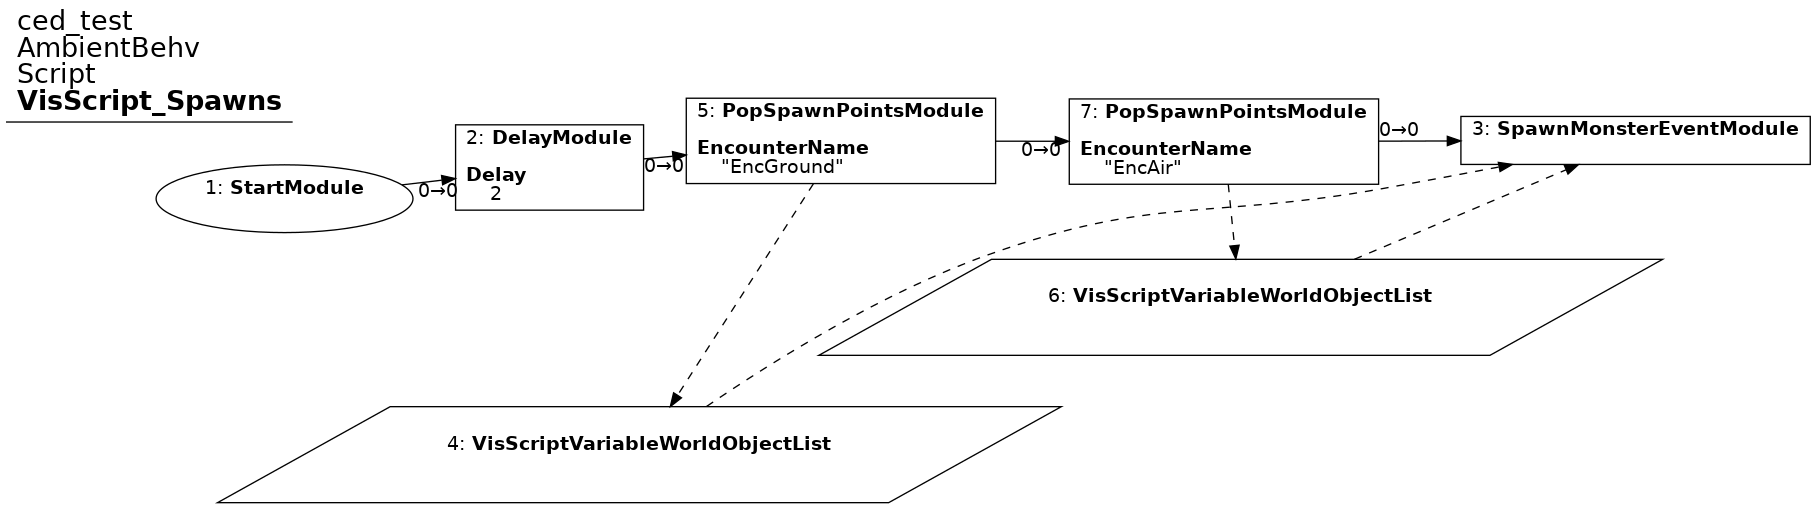 ced_test
AmbientBehv
Script
VisScript_Spawns
1: StartModule
0→0
2: DelayModule
Delay
2
0→0
5: PopSpawnPointsModule
EncounterName
"EncGround"
0→0
7: PopSpawnPointsModule
EncounterName
"EncAir"
0→0
3: SpawnMonsterEventModule
6: VisScriptVariableWorldObjectList
4: VisScriptVariableWorldObjectList